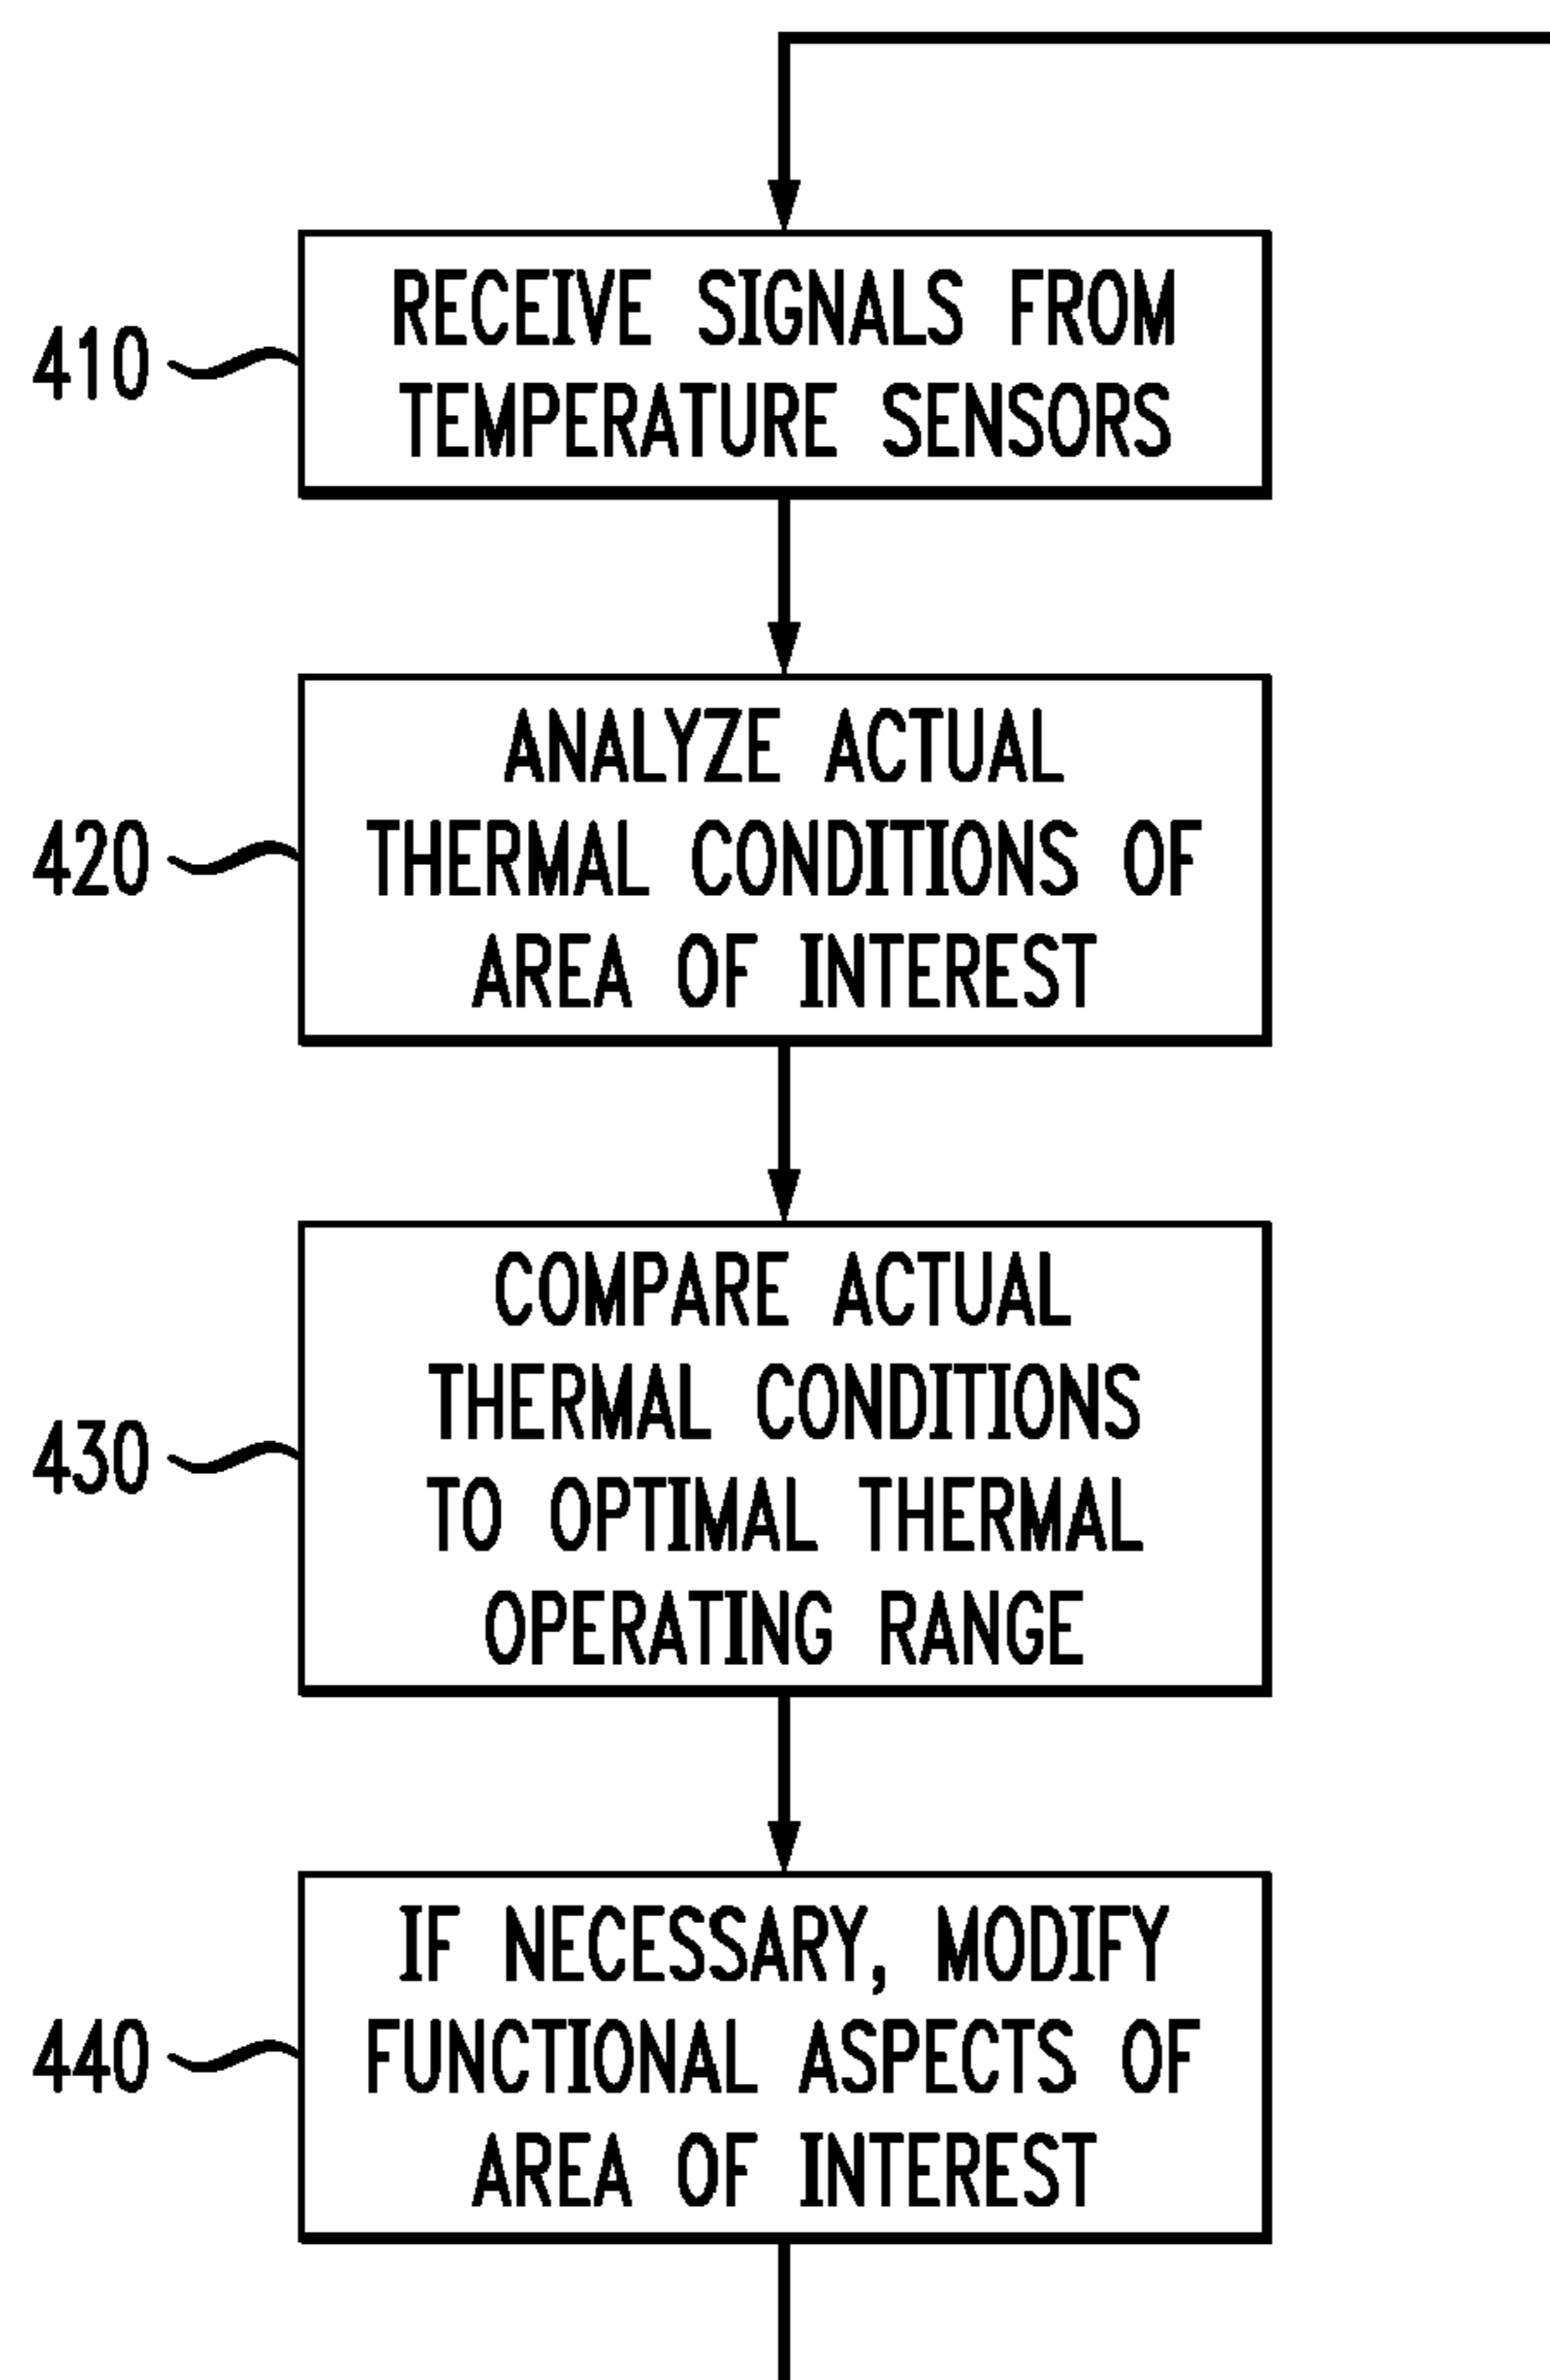 410
RECEIVE SIGNALS FROM
TEMPERATURE SENSORS
420
ANALYZE ACTUAL
THERMAL CONDITIONS OF
AREA OF INTEREST
430
COMPARE ACTUAL
THERMAL CONDITIONS
TO OPTIMAL THERMAL
OPERATING RANGE
440
IF NECESSARY, MODIFY
FUNCTIONAL ASPECTS OF
AREA OF INTEREST